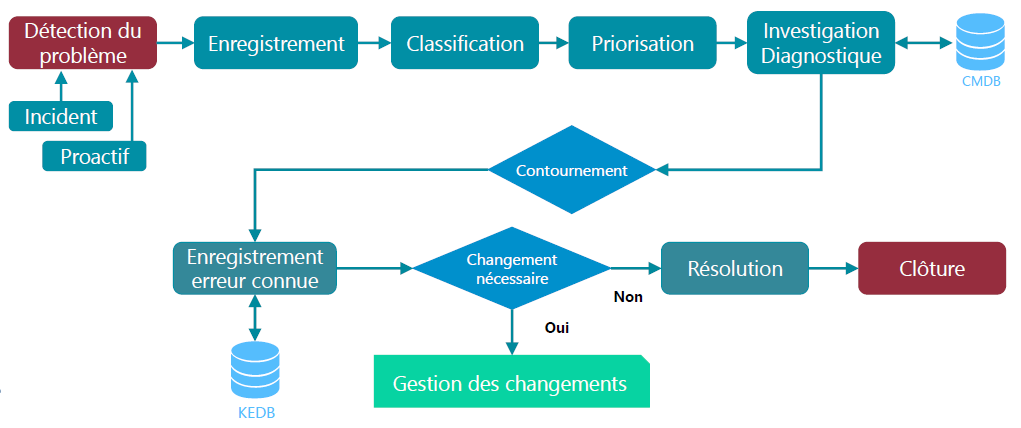 Détection du
problème
Enregistrement
Classification
Priorisation
Investigation
Diagnostique
CMDB
Incident
Proactif
Contournement
Enregistrement
erreur connue
Changement
nécessaire
Résolution
Clôture
Non
Oui
Gestion des changements
KEDB